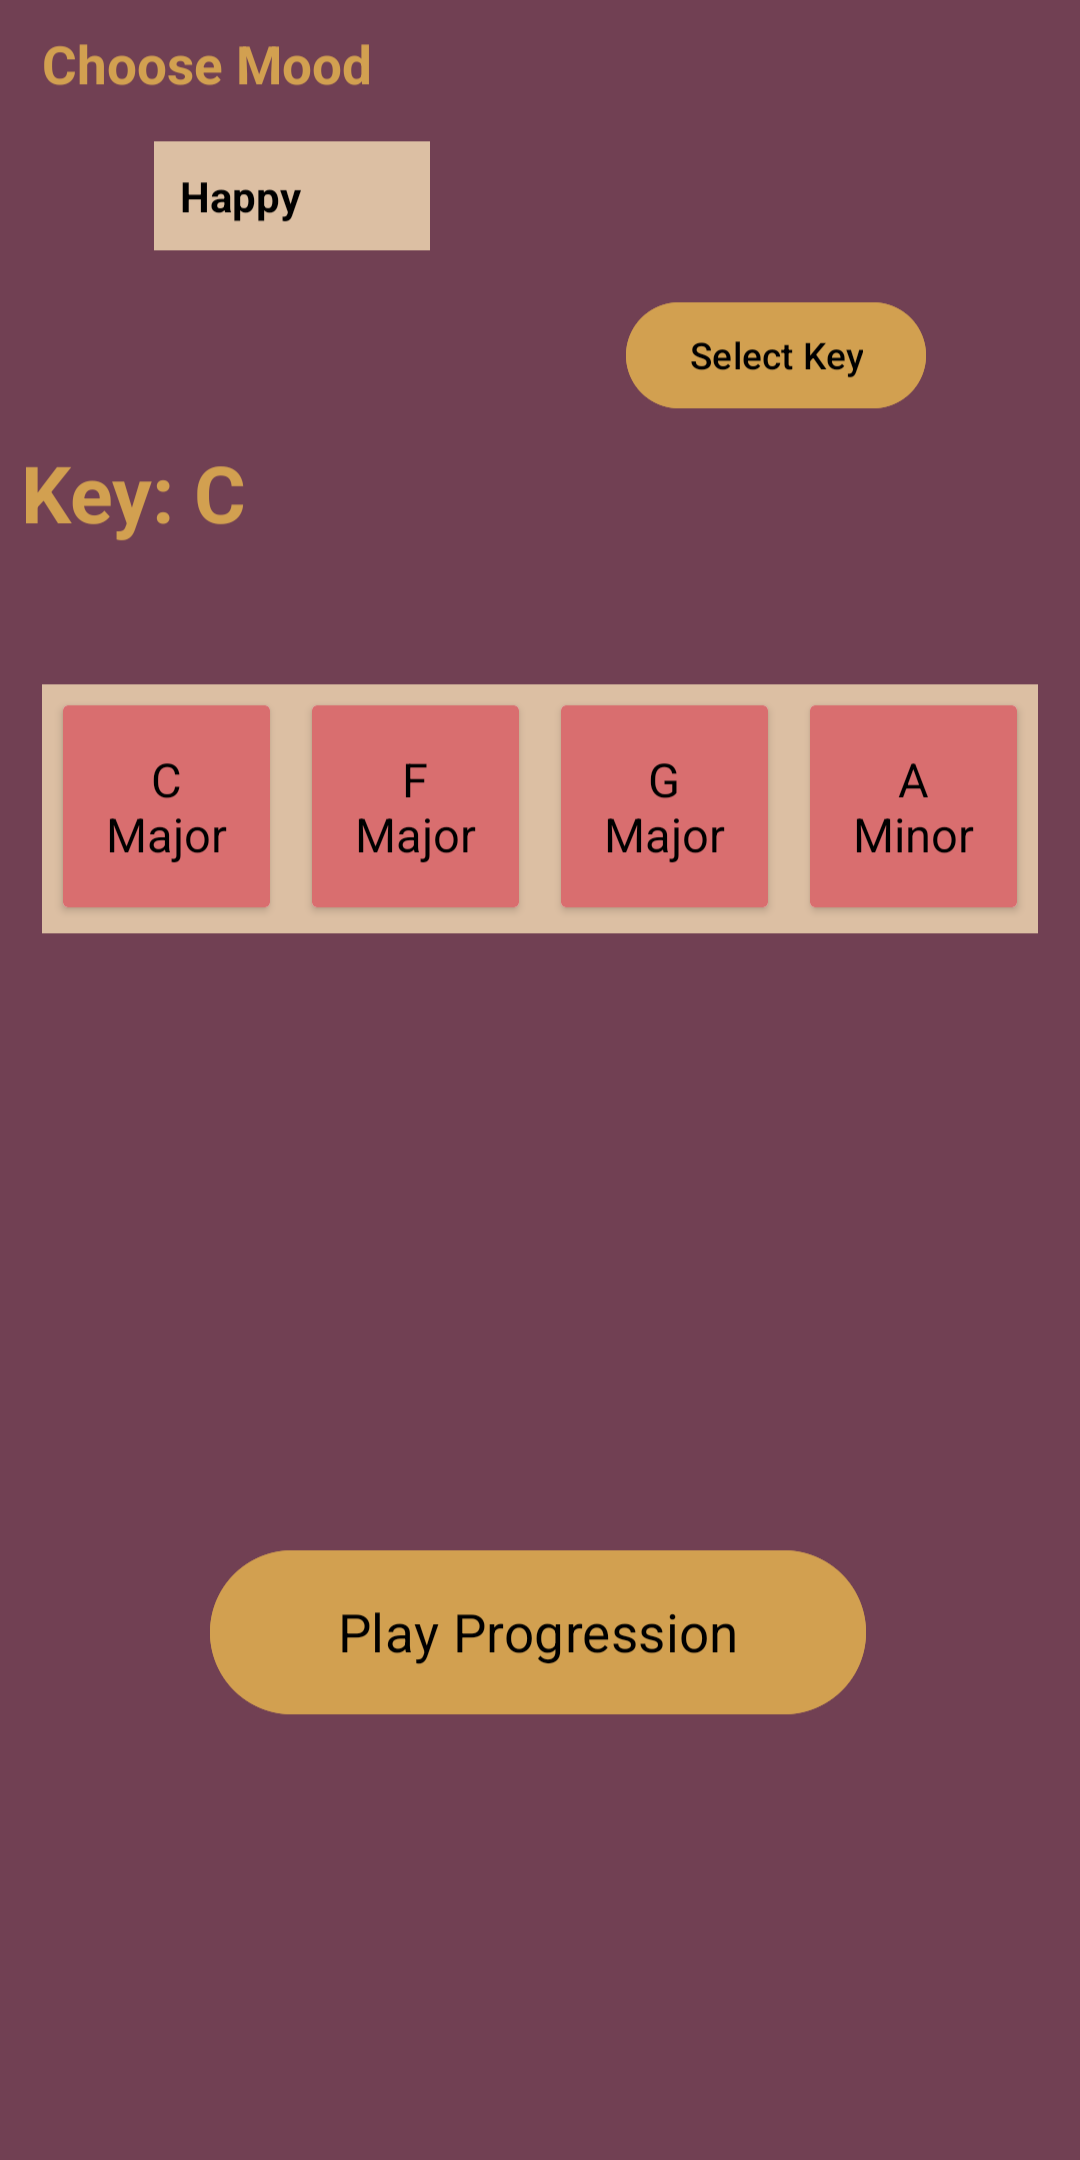 Choose Mood
Happy
Select Key
Key: C
C
Major
F
Major
G
Major
A
Minor
Play Progression